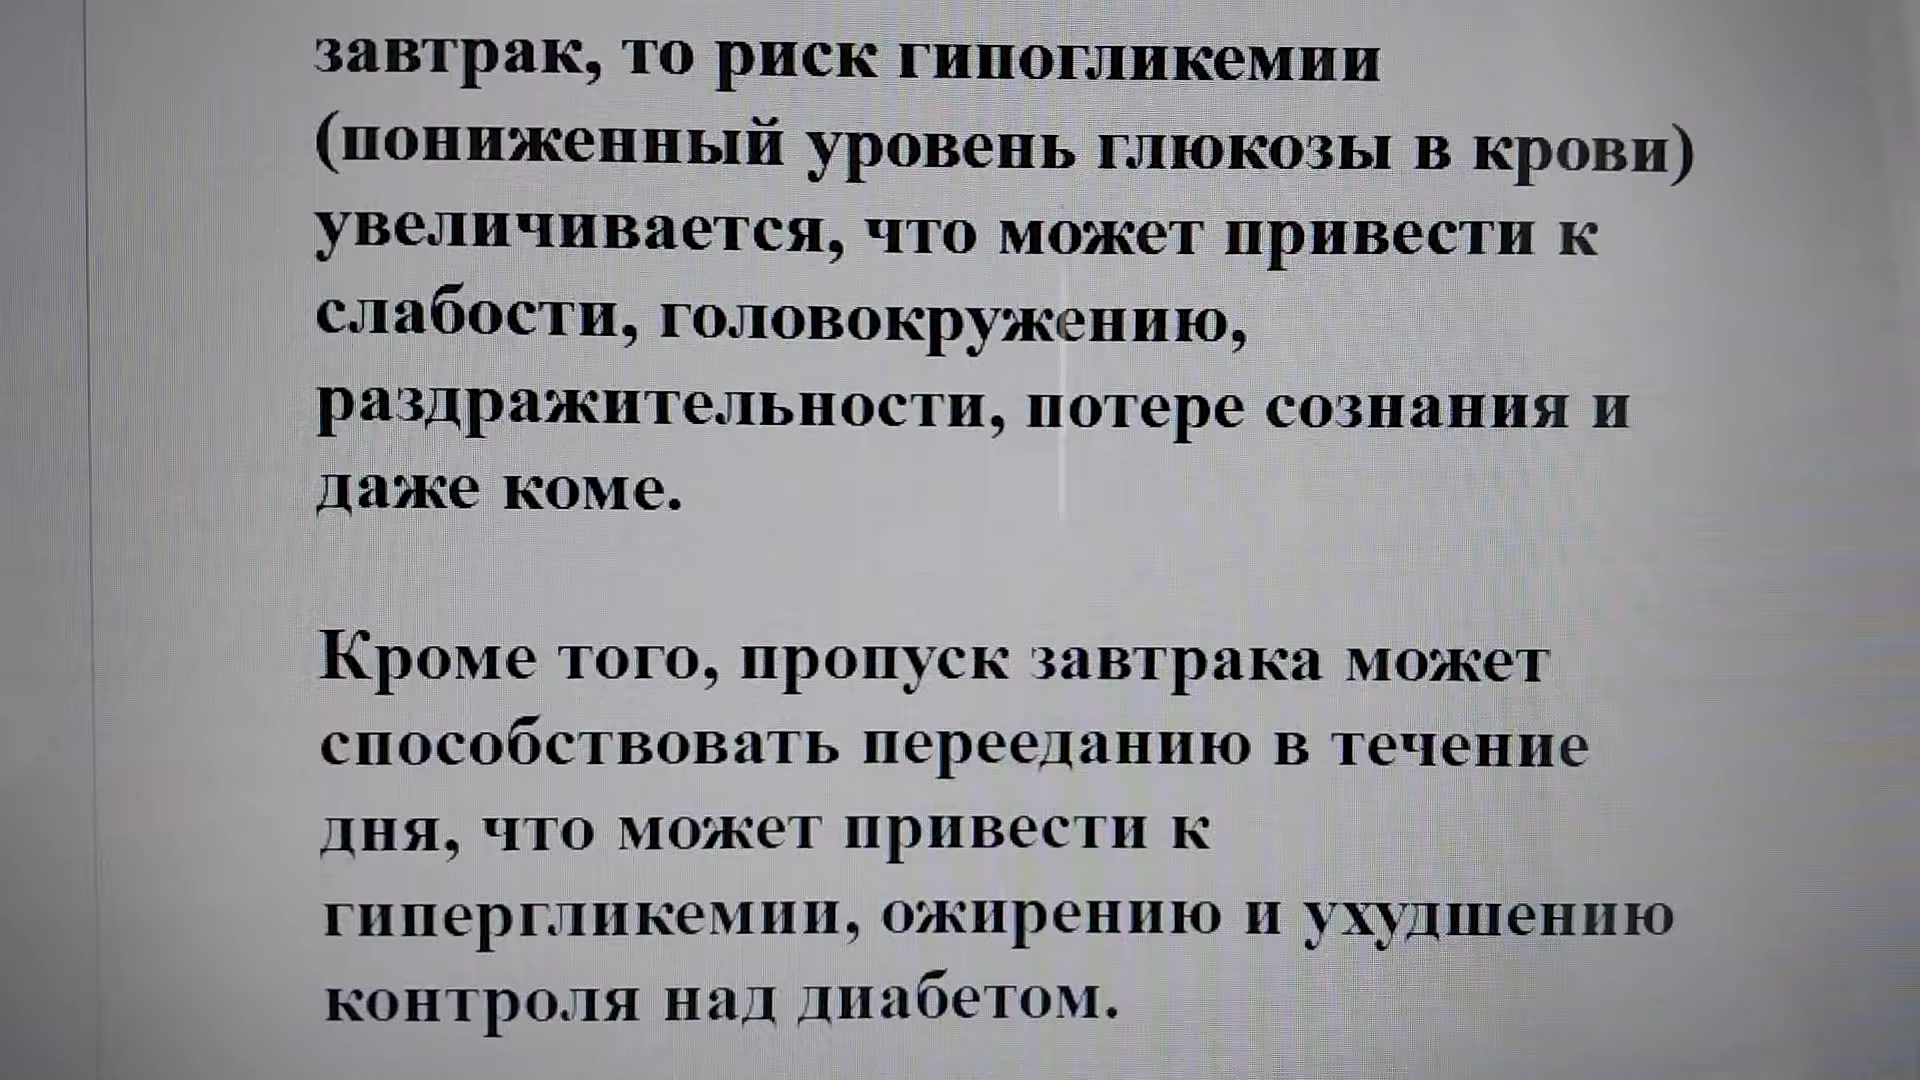 завтрак, то риск гипогликемии
(пониженный уровень глюкозы в крови)
увеличивается, что может привести к
слабости, головокружению,
раздражительности, потере сознания и
даже коме.
Кроме того, пропуск завтрака может
способствовать перееданию в течение
дня, что может привести к
гипергликемии, ожирению и ухудшению
контроля над диабетом.